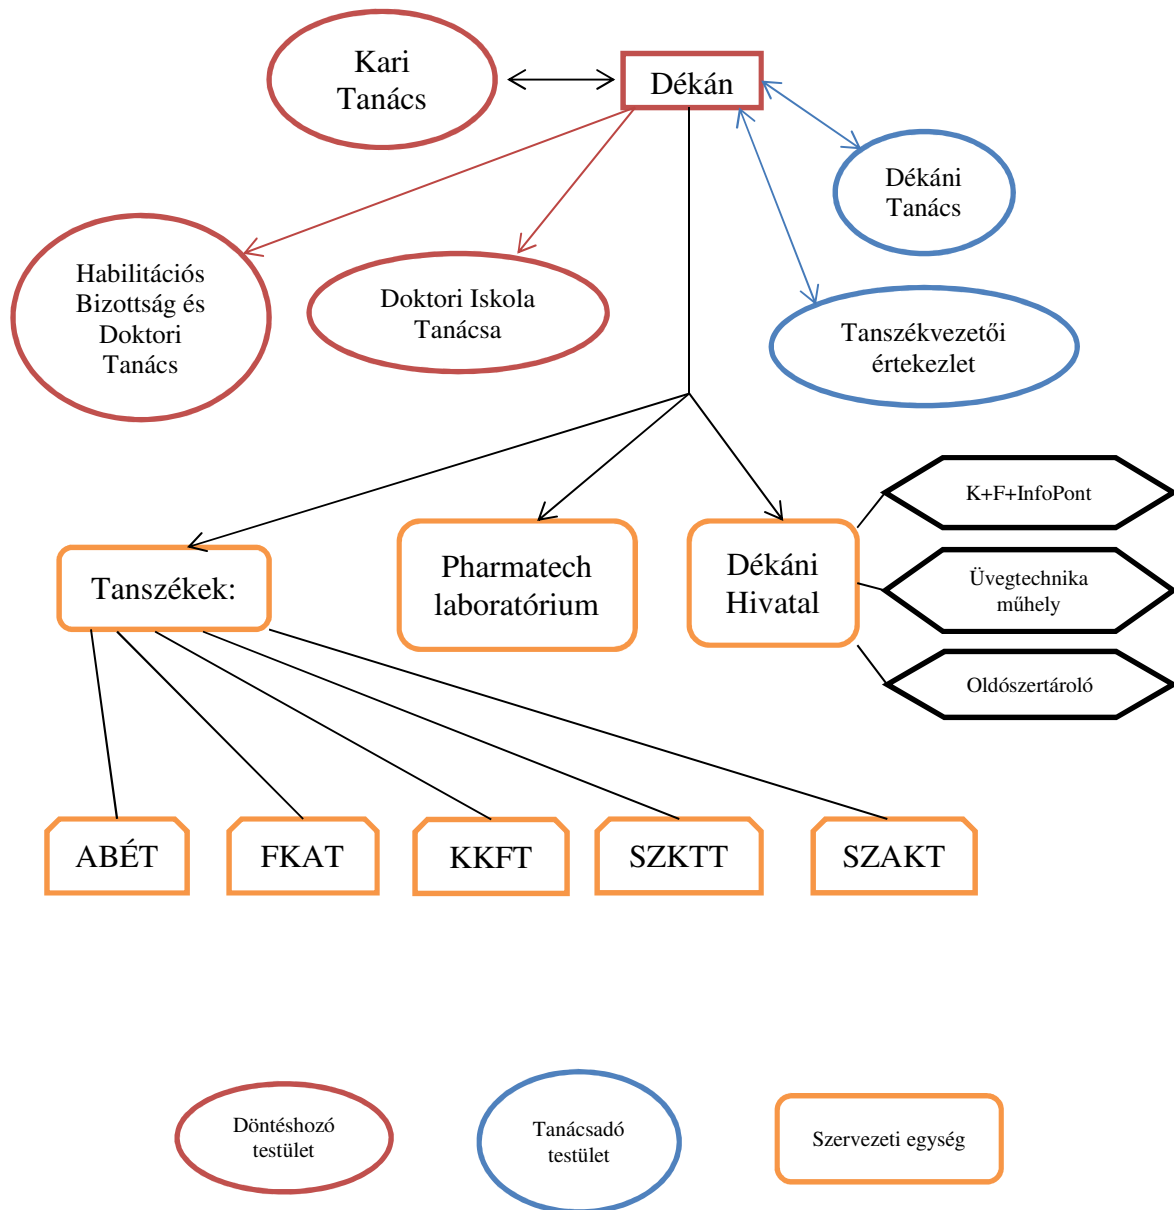 Kari
Tanács
Dékán
Dékáni
Tanács
Habilitációs
Bizottság és
Doktori
Tanács
Doktori Iskola
Tanácsa
Tanszékvezetői
értekezlet
K+F+InfoPont
Tanszékek:
Pharmatech
laboratórium
Dékáni
Hivatal
Üvegtechnika
műhely
Oldószertároló
ABÉT
FKAT
KKFT
SZKTT
SZAKT
Döntéshozó
testület
Tanácsadó
testület
Szervezeti egység